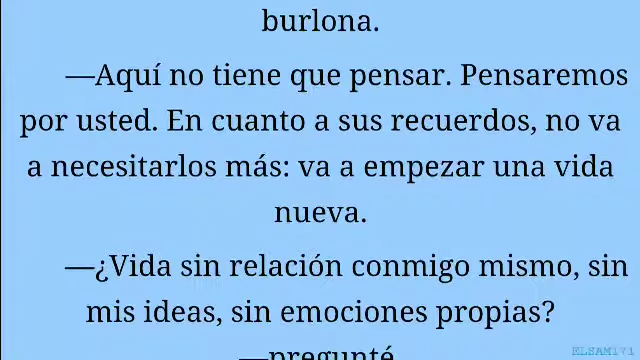 burlona.
—Aquí no tiene que pensar. Pensaremos
por usted. En cuanto a sus recuerdos, no va
a necesitarlos más: va a empezar una vida
nueva.
—¿Vida sin relación conmigo mismo, sin
mis ideas, sin emociones propias?
—pregunté